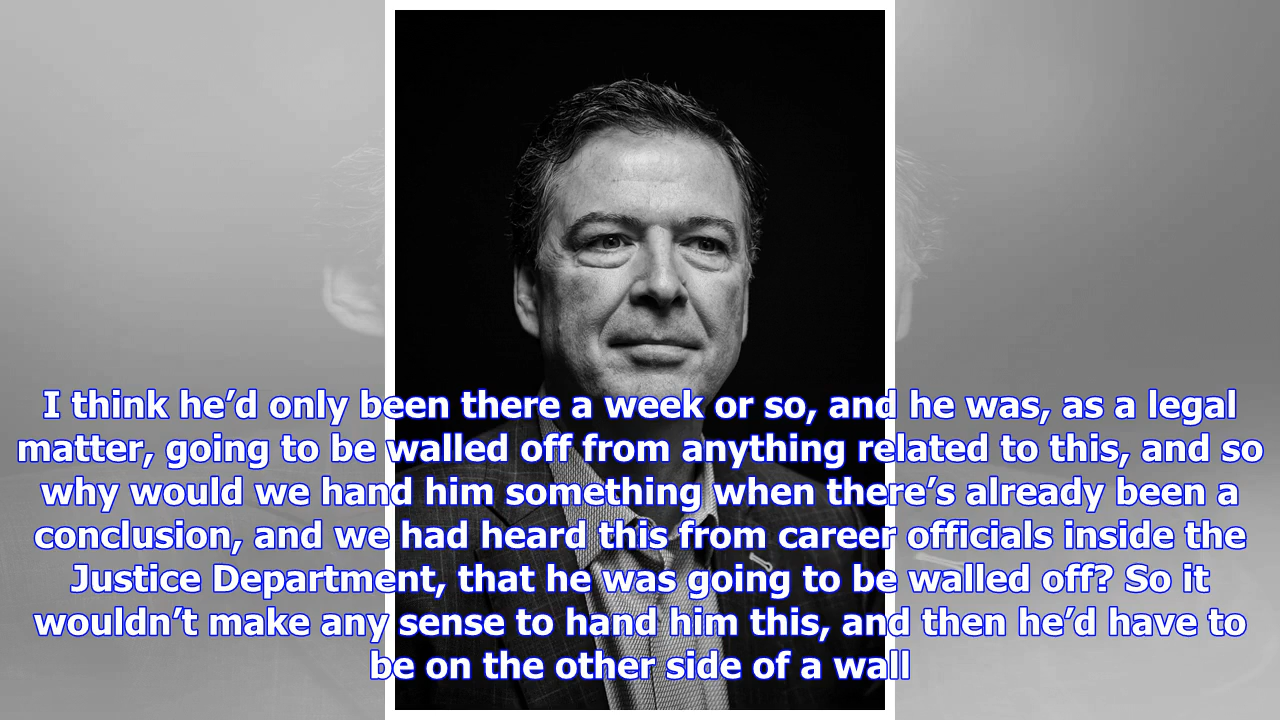 I think he’d only been there a week or so, and he was, as a legal
matter, going to be walled off from anything related to this, and so
why would we hand him something when there’s already been a
conclusion, and we had heard this from career officials inside the
Justice Department, that he was going to be walled off? So it
wouldn’t make any sense to hand him this, and then he’d have to
be on the other side of a wall